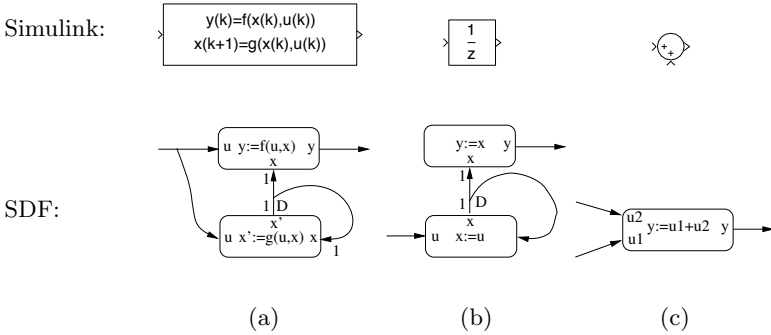 Simulink:
y(k)=f(x(k),u(k))
x(k+1)=g(x(k),u(k))
1
z
+
+
SDF:
u y:=f(u,x) y
x
1
1 D
x'
u x':=g(u,x) x
1
y:=x y
x
1
1 D
x
u x:=u
u2
y:=u1+u2 y
u1
(a) (b) (c)